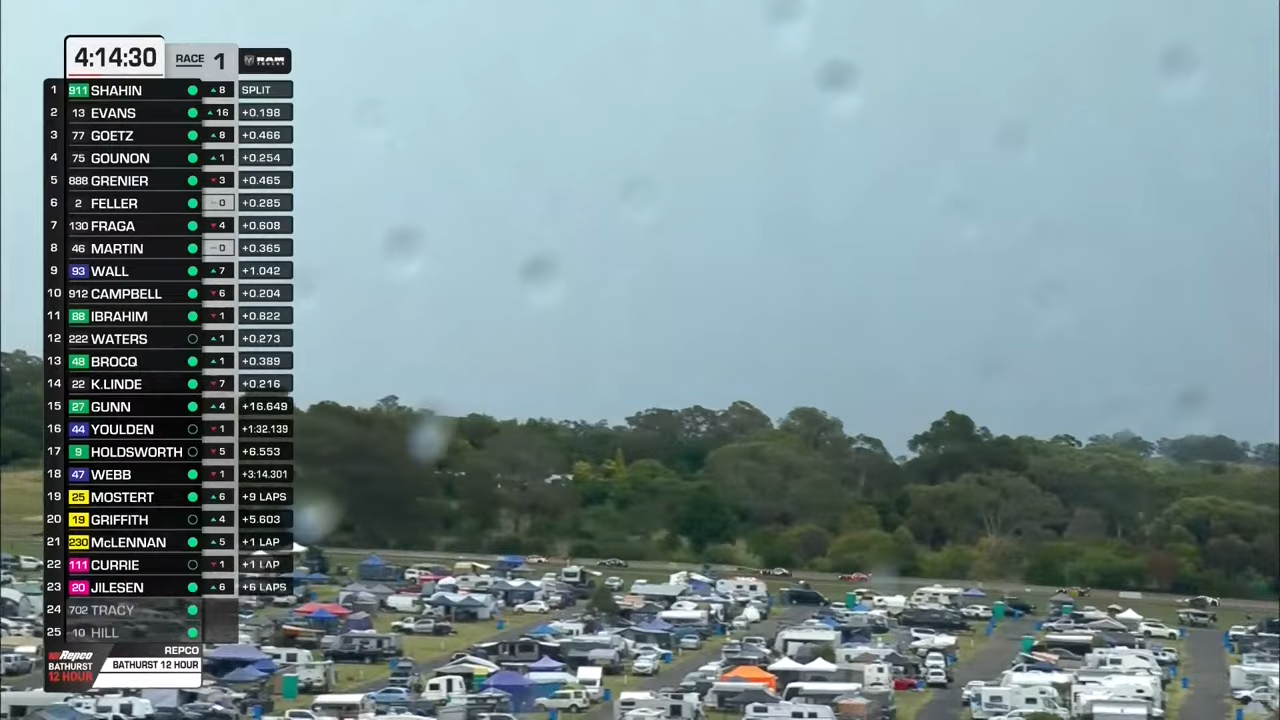 4:14:30 RACE 1 RAM TRUCKS
1 911 SHAHIN 8 SPLIT
2 13 EVANS 16 +0.198
3 77 GOETZ 8 +0.466
4 75 GOUNON 1 +0.254
5 888 GRENIER 3 +0.465
6 2 FELLER 0 +0.285
7 130 FRAGA 4 +0.608
8 46 MARTIN 0 +0.365
9 93 WALL 7 +1.042
10 912 CAMPBELL 6 +0.204
11 88 IBRAHIM 1 +0.822
12 222 WATERS 1 +0.273
13 48 BROCQ 1 +0.389
14 22 K.LINDE 7 +0.216
15 27 GUNN 4 +16.649
16 44 YOULDEN 1 +1:32.139
17 9 HOLDSWORTH 5 +6.553
18 47 WEBB 1 +3:14.301
19 25 MOSTERT 6 +9 LAPS
20 19 GRIFFITH 4 +5.603
21 230 McLENNAN 5 +1 LAP
22 111 CURRIE 1 +1 LAP
23 20 JILESEN 6 +6 LAPS
24 702 TRACY
25 10 HILL
Repco
BATHURST
12 HOUR
REPCO
BATHURST 12 HOUR